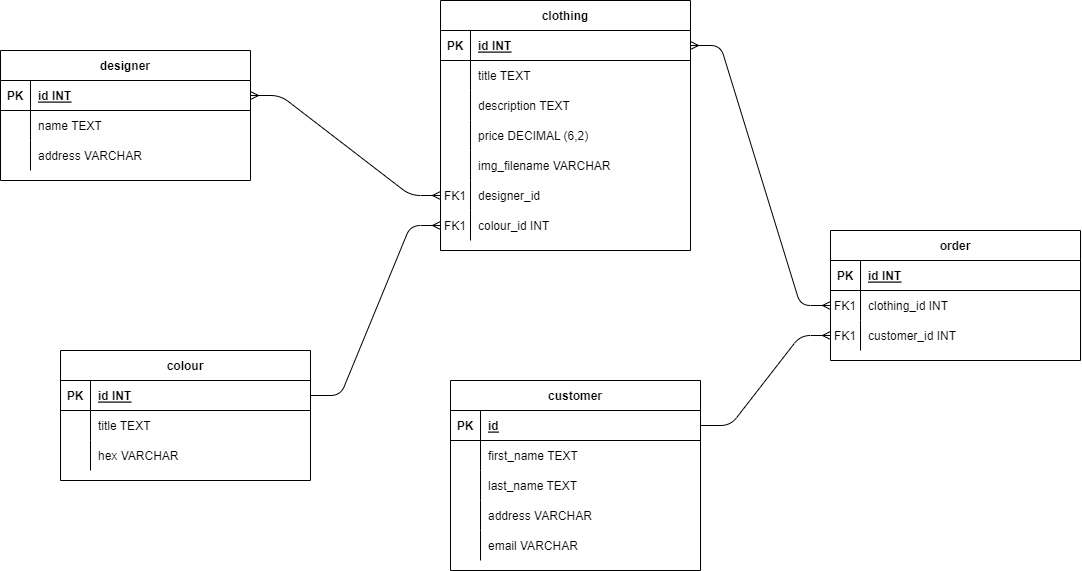 clothing
PK id INT
title TEXT
description TEXT
price DECIMAL (6,2)
img_filename VARCHAR
FK1 designer_id
FK1 colour_id INT
designer
PK id INT
name TEXT
address VARCHAR
order
PK id INT
FK1 clothing_id INT
FK1 customer_id INT
colour
PK id INT
title TEXT
hex VARCHAR
customer
PK id
first_name TEXT
last_name TEXT
address VARCHAR
email VARCHAR